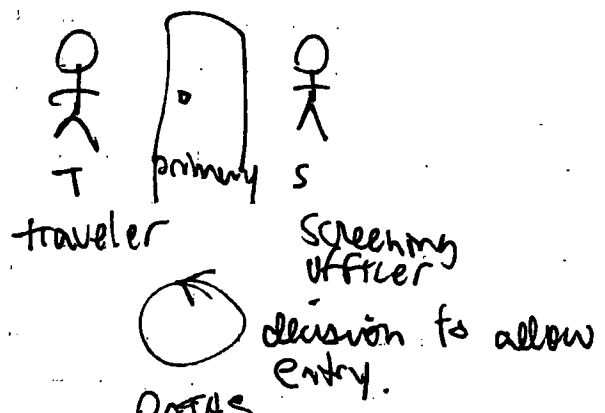 primary
T
S
traveler
screening
officer
decision to allow
entry.